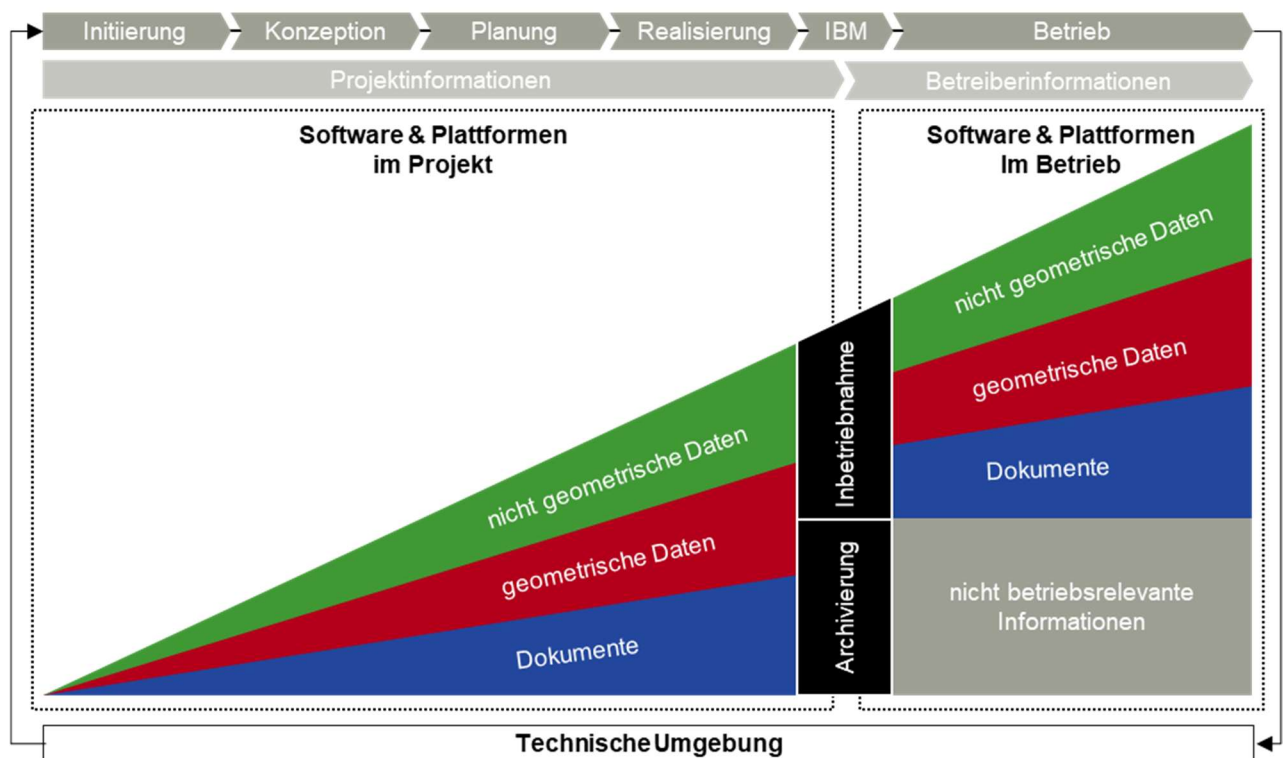 Initiierung
Konzeption
Planung
Realisierung
IBM
Betrieb
Projektinformationen
Betreiberinformationen
Software & Plattformen
im Projekt
Software & Plattformen
Im Betrieb
nicht geometrische Daten
geometrische Daten
Dokumente
Inbetriebnahme
Archivierung
nicht geometrische Daten
geometrische Daten
Dokumente
nicht betriebsrelevante
Informationen
Technische Umgebung